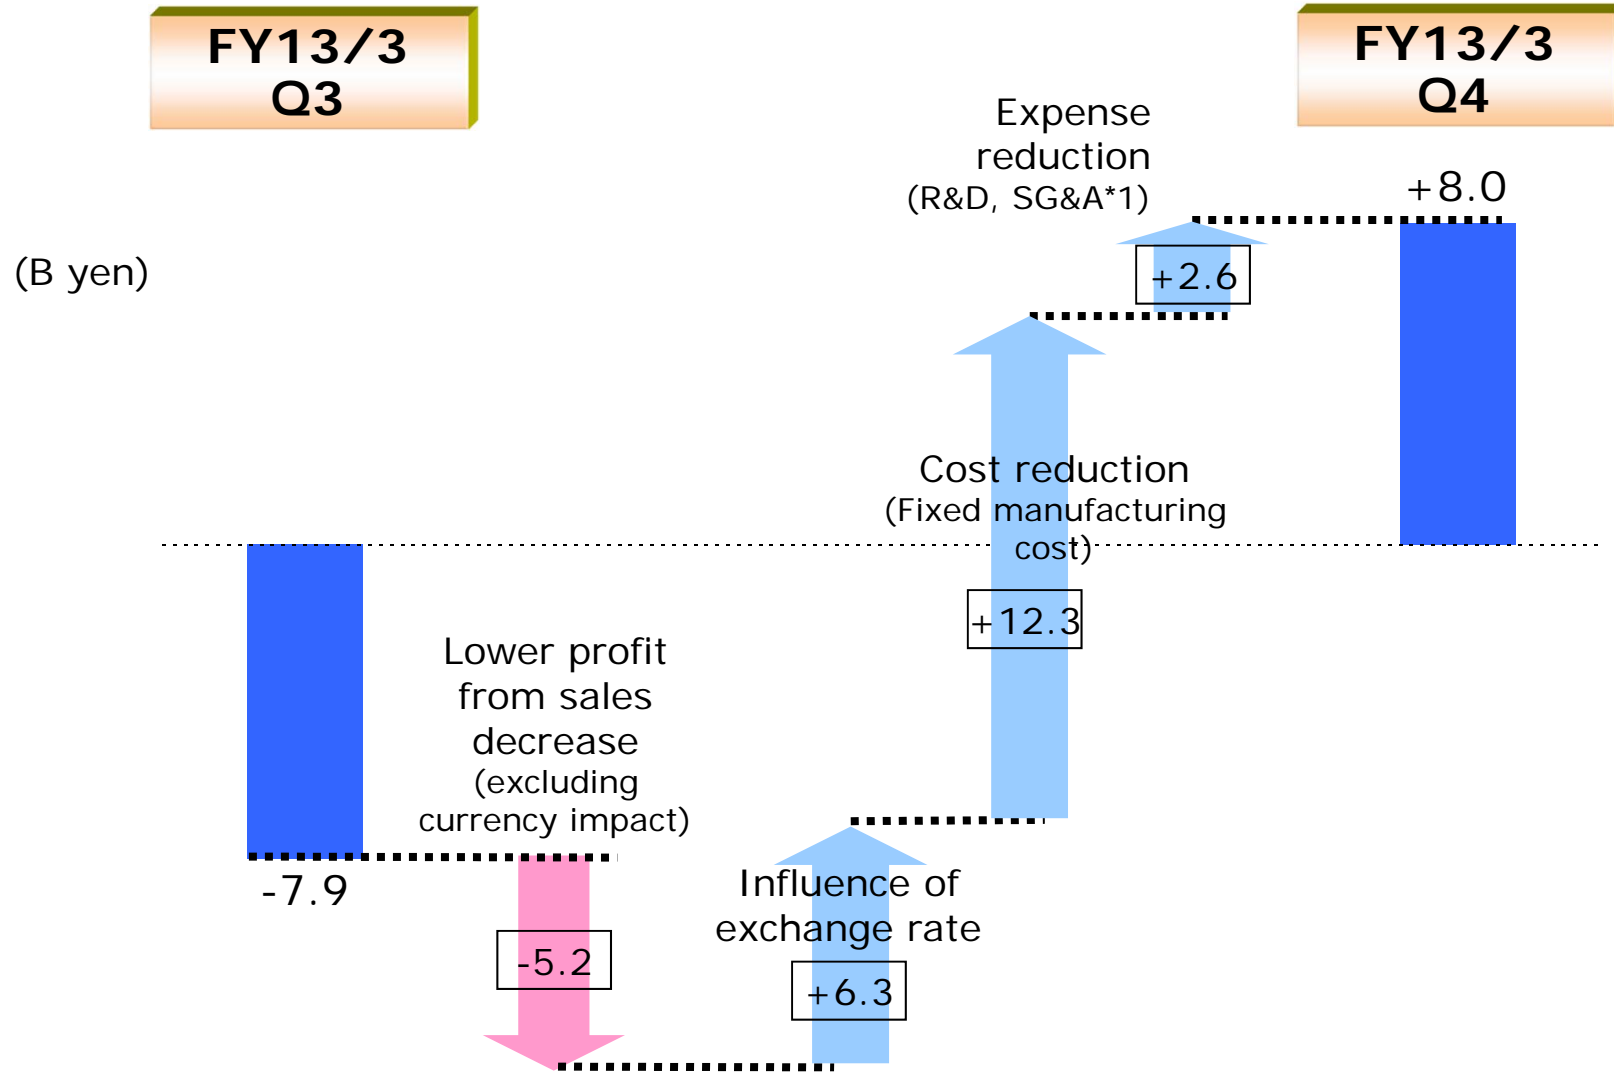 FY13/3
Q3
FY13/3
Q4
(B yen)
Expense
reduction
(R&D, SG&A*1)
+8.0
+2.6
Cost reduction
(Fixed manufacturing
cost)
+12.3
Lower profit
from sales
decrease
(excluding
currency impact)
-7.9
-5.2
Influence of
exchange rate
+6.3